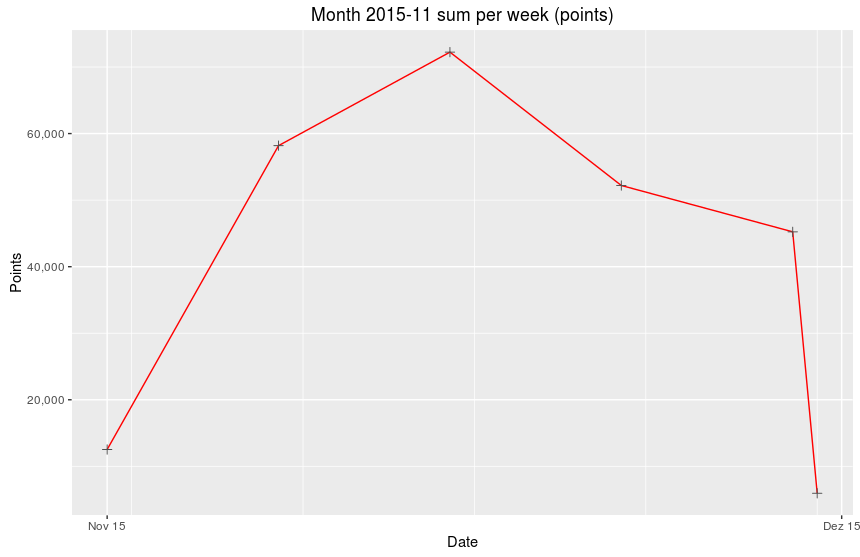 Month 2015-11 sum per week (points)
60,000
40,000
20,000
Points
Nov 15
Dez 15
Date